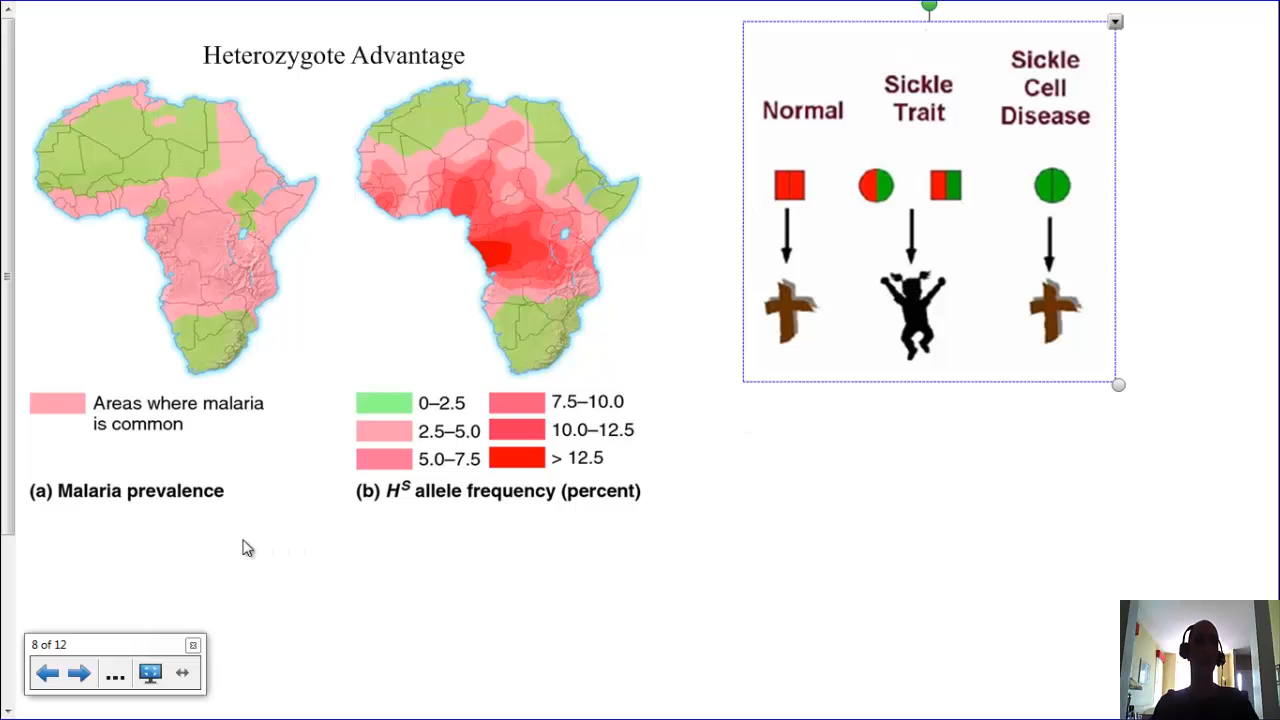 Heterozygote Advantage
Areas where malaria
is common
(a) Malaria prevalence
0–2.5
2.5–5.0
5.0–7.5
7.5–10.0
10.0–12.5
> 12.5
(b) Hˢ allele frequency (percent)
Normal
Sickle
Trait
Sickle
Cell
Disease
8 of 12
...